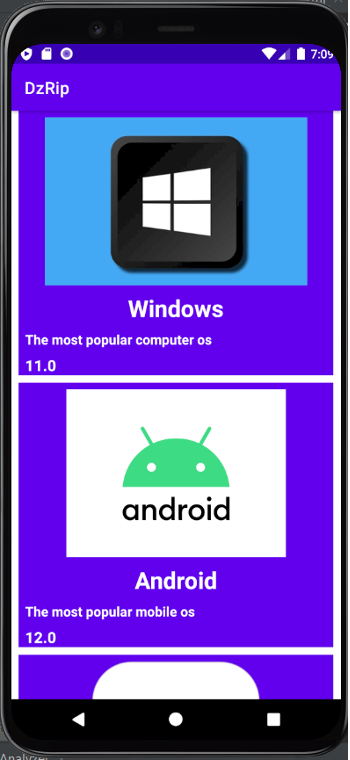 7:09
DzRip
Windows
The most popular computer os
11.0
android
Android
The most popular mobile os
12.0
Analyzer